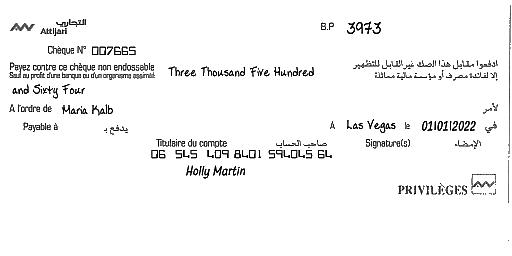 التجاري
Attijari
B.P 3973
Chèque N° 007665
Payez contre ce chèque non endossable
Seul au profit d'une banque ou d'un organisme assimilé
Three Thousand Five Hundred
ادفعوا مقابل هذا الصك غير القابل للتظهير
إلا لفائدة مصرف أو مؤسسة مالية مماثلة
and Sixty Four
A l'ordre de Maria Kalb لأمر
Payable à يدفع بـ A Las Vegas le 01/01/2022 في
Titulaire du compte صاحب الحساب Signature(s) الإمضاء
06 545 409 8401 594045 64
Holly Martin
PRIVILÈGES